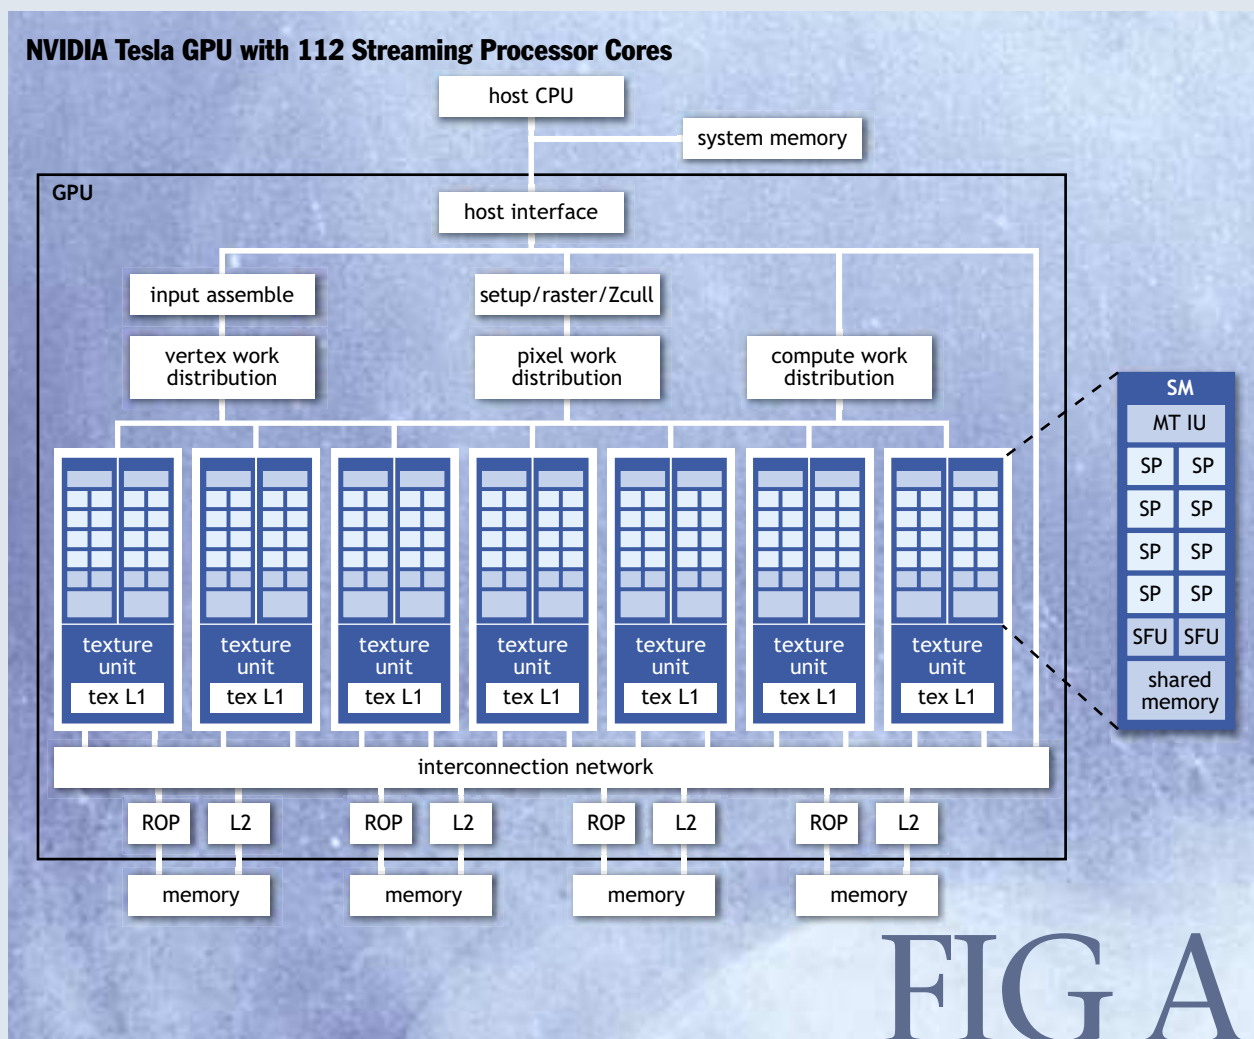 NVIDIA Tesla GPU with 112 Streaming Processor Cores
host CPU
system memory
GPU
host interface
input assemble
setup/raster/Zcull
vertex work
distribution
pixel work
distribution
compute work
distribution
SM
MT IU
SP SP
SP SP
SP SP
SP SP
SFU SFU
shared
memory
texture
unit
tex L1
texture
unit
tex L1
texture
unit
tex L1
texture
unit
tex L1
texture
unit
tex L1
texture
unit
tex L1
texture
unit
tex L1
interconnection network
ROP L2 ROP L2 ROP L2 ROP L2
memory memory memory memory
FIG A